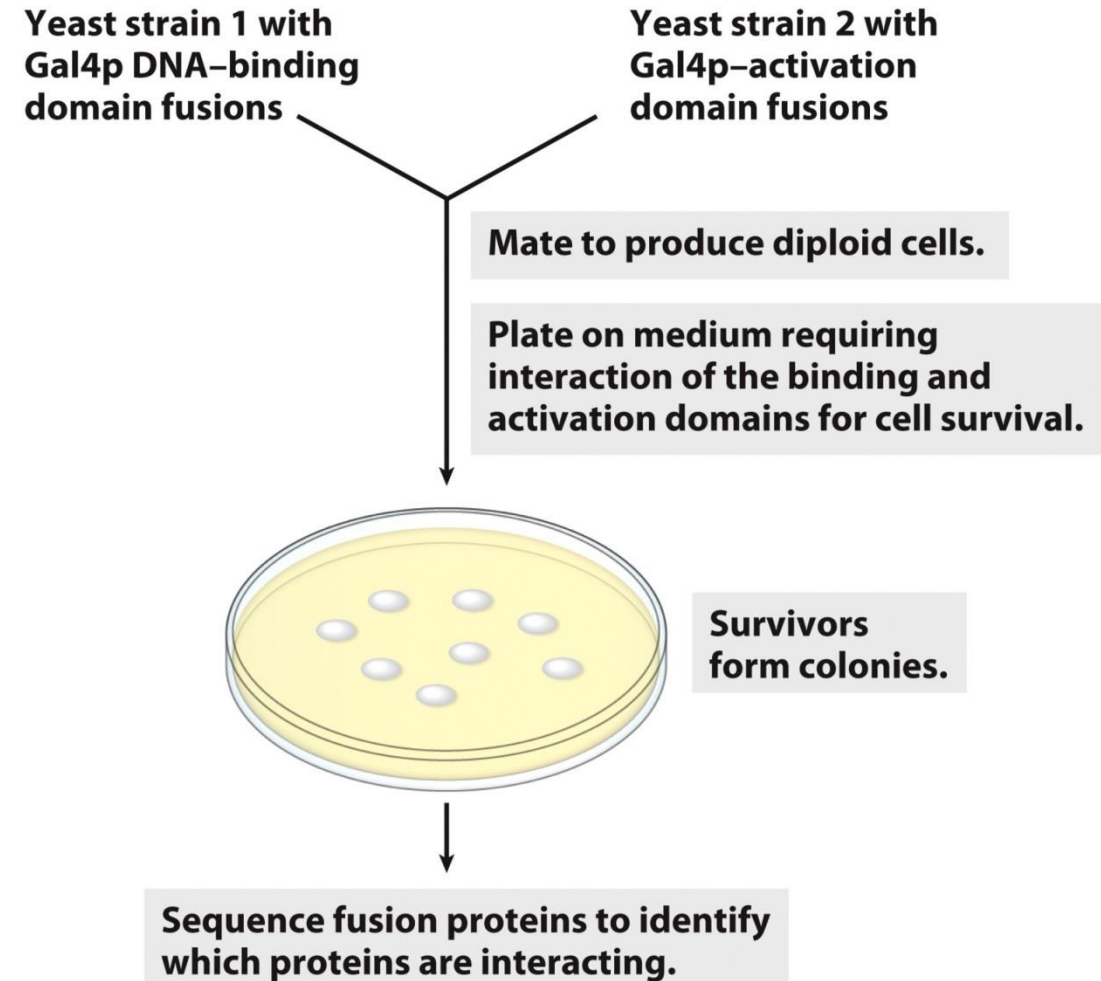 Yeast strain 1 with
Gal4p DNA–binding
domain fusions
Yeast strain 2 with
Gal4p–activation
domain fusions
Mate to produce diploid cells.
Plate on medium requiring
interaction of the binding and
activation domains for cell survival.
Survivors
form colonies.
Sequence fusion proteins to identify
which proteins are interacting.